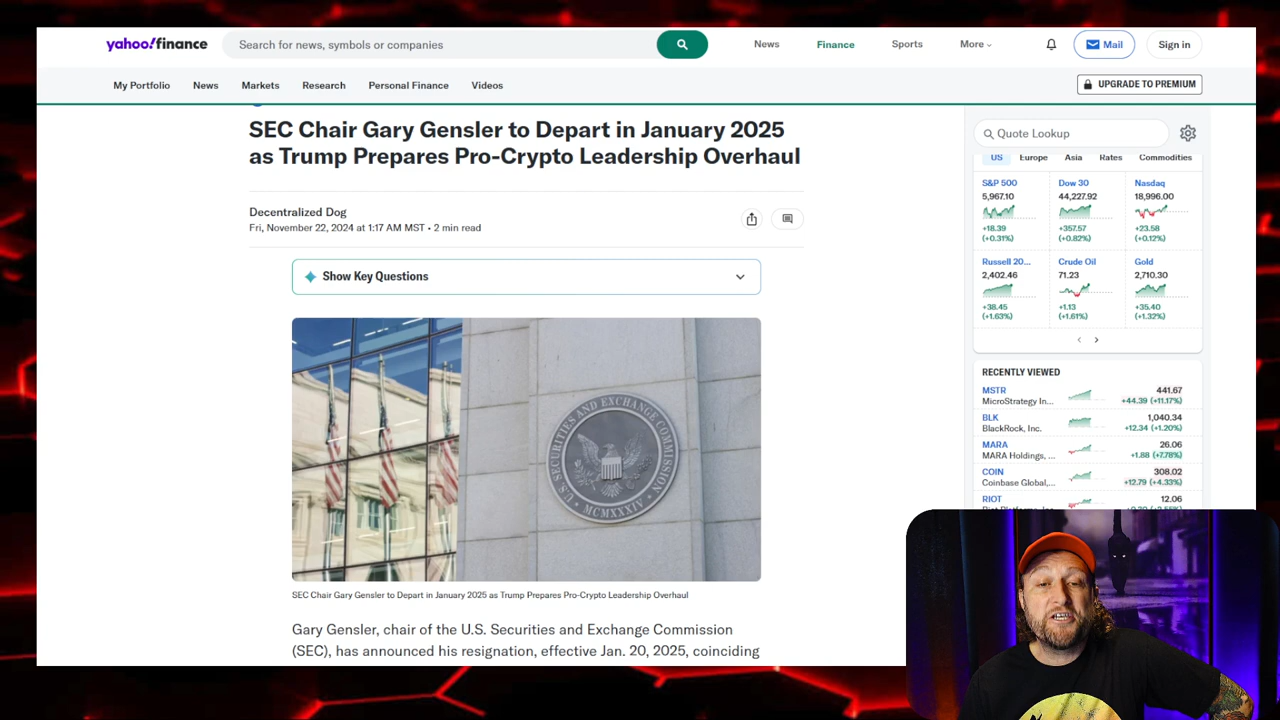 yahoo!finance
Search for news, symbols or companies
News
Finance
Sports
More
Mail
Sign in
My Portfolio
News
Markets
Research
Personal Finance
Videos
UPGRADE TO PREMIUM
SEC Chair Gary Gensler to Depart in January 2025
as Trump Prepares Pro-Crypto Leadership Overhaul
Decentralized Dog
Fri, November 22, 2024 at 1:17 AM MST • 2 min read
Show Key Questions
U.S. SECURITIES AND EXCHANGE COMMISSION
MCMXXXIV
SEC Chair Gary Gensler to Depart in January 2025 as Trump Prepares Pro-Crypto Leadership Overhaul
Gary Gensler, chair of the U.S. Securities and Exchange Commission
(SEC), has announced his resignation, effective Jan. 20, 2025, coinciding
Quote Lookup
US Europe Asia Rates Commodities
S&P 500 Dow 30 Nasdaq
5,967.10 44,227.92 18,996.00
+18.39 +357.57 +23.58
(+0.31%) (+0.82%) (+0.12%)
Russell 20... Crude Oil Gold
2,402.46 71.23 2,710.30
+38.45 +1.13 +35.40
(+1.63%) (+1.61%) (+1.32%)
RECENTLY VIEWED
MSTR 441.67
MicroStrategy In... +44.39 (+11.17%)
BLK 1,040.34
BlackRock, Inc. +12.34 (+1.20%)
MARA 26.06
MARA Holdings, ... +1.88 (+7.78%)
COIN 308.02
Coinbase Global,... +12.79 (+4.33%)
RIOT 12.06